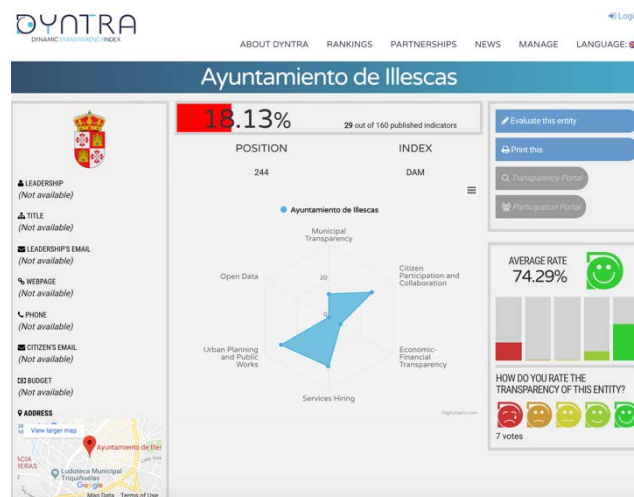 DYNTRA
DYNAMICTRANSPARENCYINDEX
Logi
ABOUT DYNTRA RANKINGS PARTNERSHIPS NEWS MANAGE LANGUAGE:
Ayuntamiento de Illescas
18.13% 29 out of 160 published indicators
POSITION INDEX
244 DAM
LEADERSHIP
(Not available)
TITLE
(Not available)
LEADERSHIP'S EMAIL
(Not available)
WEBPAGE
(Not available)
PHONE
(Not available)
CITIZEN'S EMAIL
(Not available)
BUDGET
(Not available)
ADDRESS
View larger map
Ayuntamiento de Illes
ACIA
RERAS
Ludoteca Municipal
Triquiñuelas
Google
Map Data Terms of Use
Ayuntamiento de Illescas
Municipal
Transparency
Citizen
Participation and
Collaboration
Economic-
Financial
Transparency
Services Hiring
Urban Planning
and Public
Works
Open Data
20
0
Highcharts.com
Evaluate this entity
Print this
Transparency Portal
Participation Portal
AVERAGE RATE
74.29%
HOW DO YOU RATE THE
TRANSPARENCY OF THIS ENTITY?
7 votes